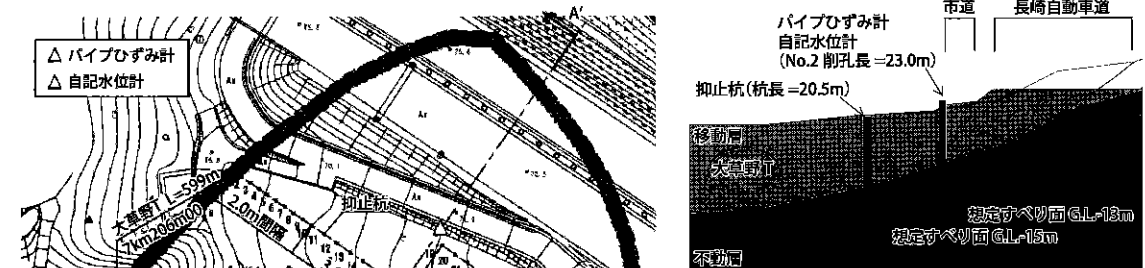 △ パイプひずみ計
△ 自記水位計
A'
大草野T L=599m
7km206m00
2.0m間隔
抑止杭
市道
長崎自動車道
パイプひずみ計
自記水位計
(No.2 削孔長=23.0m)
抑止杭(杭長=20.5m)
移動層
大草野T
想定すべり面 G.L.-13m
想定すべり面 G.L.-15m
不動層